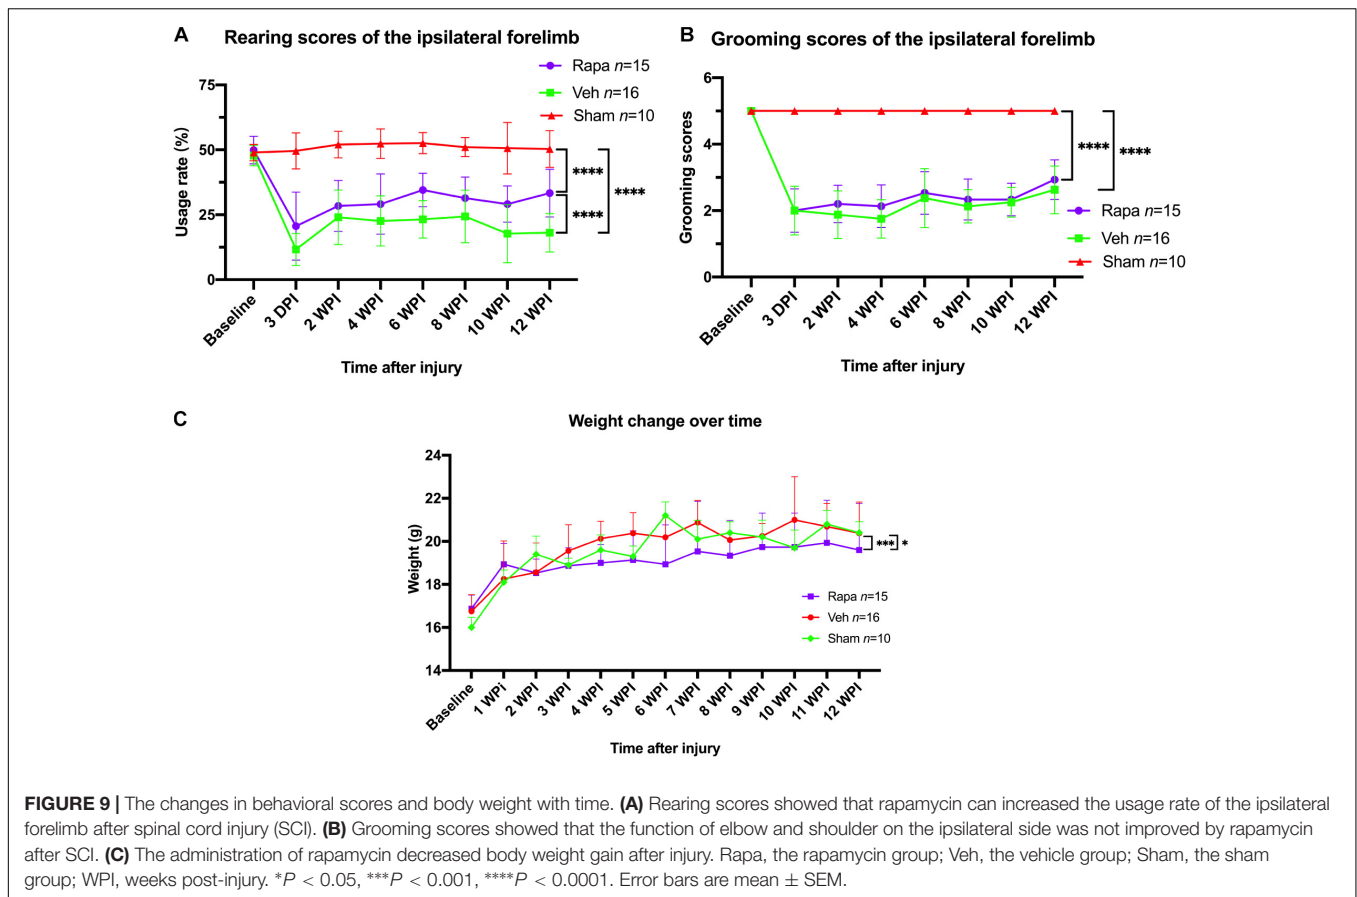 A Rearing scores of the ipsilateral forelimb
Rapa n=15
Veh n=16
Sham n=10
75
50
25
0
Usage rate (%)
****
****
****
Baseline
3 DPI
2 WPI
4 WPI
6 WPI
8 WPI
10 WPI
12 WPI
Time after injury
B Grooming scores of the ipsilateral forelimb
6
4
2
0
Grooming scores
****
****
Rapa n=15
Veh n=16
Sham n=10
Baseline
3 DPI
2 WPI
4 WPI
6 WPI
8 WPI
10 WPI
12 WPI
Time after injury
C Weight change over time
24
22
20
18
16
14
Weight (g)
***
*
Rapa n=15
Veh n=16
Sham n=10
Baseline
1 WPi
2 WPI
3 WPI
4 WPI
5 WPI
6 WPI
7 WPI
8 WPI
9 WPI
10 WPI
11 WPI
12 WPI
Time after injury
FIGURE 9 | The changes in behavioral scores and body weight with time. (A) Rearing scores showed that rapamycin can increased the usage rate of the ipsilateral
forelimb after spinal cord injury (SCI). (B) Grooming scores showed that the function of elbow and shoulder on the ipsilateral side was not improved by rapamycin
after SCI. (C) The administration of rapamycin decreased body weight gain after injury. Rapa, the rapamycin group; Veh, the vehicle group; Sham, the sham
group; WPI, weeks post-injury. *P < 0.05, ***P < 0.001, ****P < 0.0001. Error bars are mean ± SEM.